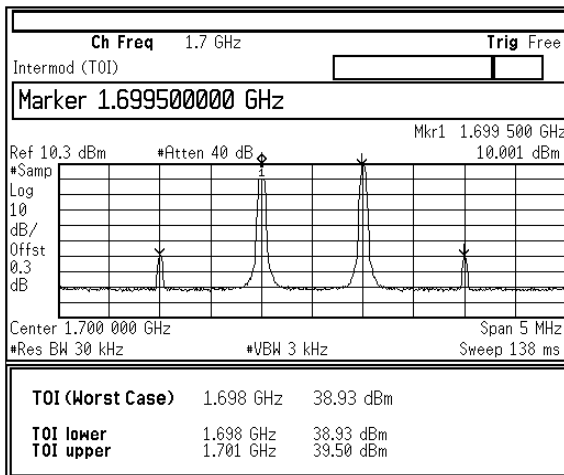 Ch Freq 1.7 GHz Trig Free
Intermod (TOI)
Marker 1.699500000 GHz
Mkr1 1.699 500 GHz
Ref 10.3 dBm #Atten 40 dB 10.001 dBm
#Samp
Log
10
dB/
Offst
0.3
dB
1
Center 1.700 000 GHz Span 5 MHz
#Res BW 30 kHz #VBW 3 kHz Sweep 138 ms
TOI (Worst Case) 1.698 GHz 38.93 dBm
TOI lower 1.698 GHz 38.93 dBm
TOI upper 1.701 GHz 39.50 dBm